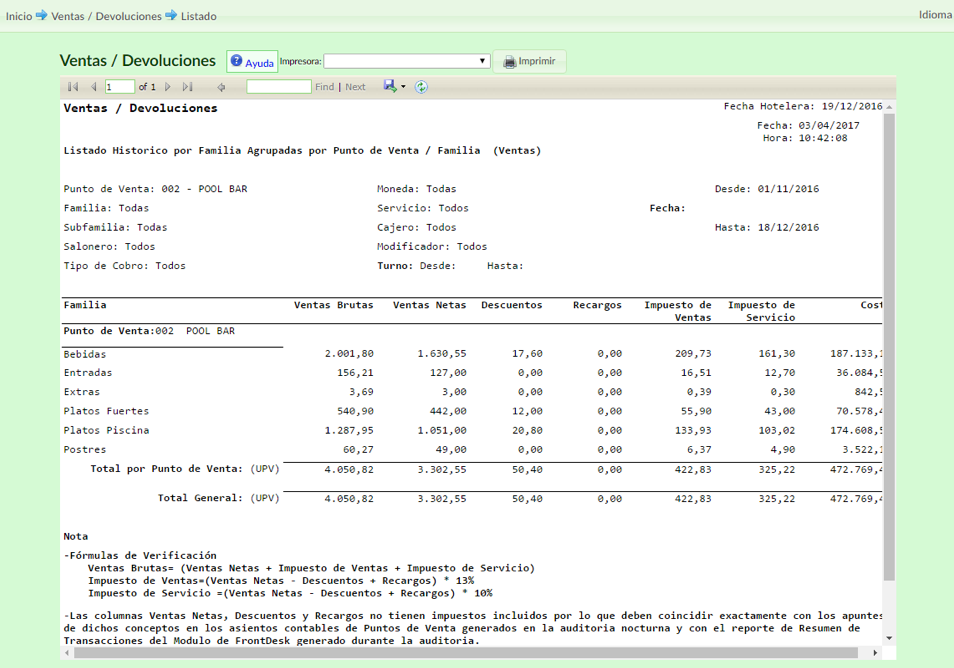 Inicio Ventas / Devoluciones Listado
Idioma
Ventas / Devoluciones ? Ayuda Impresora: Imprimir
1 of 1 Find | Next
Ventas / Devoluciones Fecha Hotelera: 19/12/2016
Fecha: 03/04/2017
Hora: 10:42:08
Listado Historico por Familia Agrupadas por Punto de Venta / Familia (Ventas)
Punto de Venta: 002 - POOL BAR Moneda: Todas Desde: 01/11/2016
Familia: Todas Servicio: Todos Fecha:
Subfamilia: Todas Cajero: Todos Hasta: 18/12/2016
Salonero: Todos Modificador: Todos
Tipo de Cobro: Todos Turno: Desde: Hasta:
Familia Ventas Brutas Ventas Netas Descuentos Recargos Impuesto de Impuesto de Cost
Ventas Servicio
Punto de Venta:002 POOL BAR
Bebidas 2.001,80 1.630,55 17,60 0,00 209,73 161,30 187.133,1
Entradas 156,21 127,00 0,00 0,00 16,51 12,70 36.084,5
Extras 3,69 3,00 0,00 0,00 0,39 0,30 842,5
Platos Fuertes 540,90 442,00 12,00 0,00 55,90 43,00 70.578,4
Platos Piscina 1.287,95 1.051,00 20,80 0,00 133,93 103,02 174.608,5
Postres 60,27 49,00 0,00 0,00 6,37 4,90 3.522,1
Total por Punto de Venta: (UPV) 4.050,82 3.302,55 50,40 0,00 422,83 325,22 472.769,4
Total General: (UPV) 4.050,82 3.302,55 50,40 0,00 422,83 325,22 472.769,4
Nota
-Fórmulas de Verificación
Ventas Brutas= (Ventas Netas + Impuesto de Ventas + Impuesto de Servicio)
Impuesto de Ventas=(Ventas Netas - Descuentos + Recargos) * 13%
Impuesto de Servicio =(Ventas Netas - Descuentos + Recargos) * 10%
-Las columnas Ventas Netas, Descuentos y Recargos no tienen impuestos incluidos por lo que deben coincidir exactamente con los apuntes
de dichos conceptos en los asientos contables de Puntos de Venta generados en la auditoria nocturna y con el reporte de Resumen de
Transacciones del Modulo de FrontDesk generado durante la auditoria.